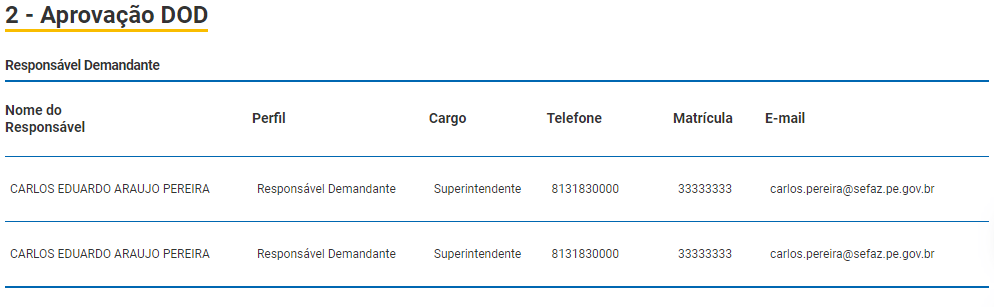 2 - Aprovação DOD
Responsável Demandante
Nome do
Responsável Perfil Cargo Telefone Matrícula E-mail
CARLOS EDUARDO ARAUJO PEREIRA Responsável Demandante Superintendente 8131830000 33333333 carlos.pereira@sefaz.pe.gov.br
CARLOS EDUARDO ARAUJO PEREIRA Responsável Demandante Superintendente 8131830000 33333333 carlos.pereira@sefaz.pe.gov.br